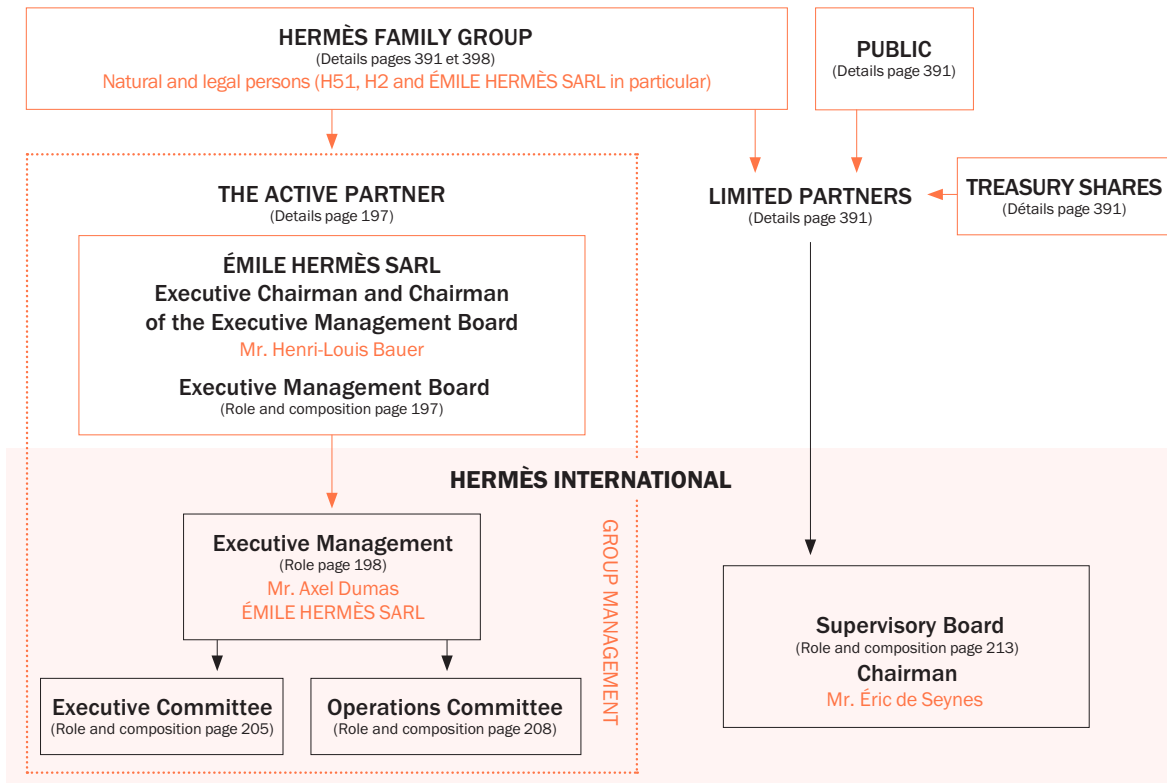 HERMÈS FAMILY GROUP
(Details pages 391 et 398)
Natural and legal persons (H51, H2 and ÉMILE HERMÈS SARL in particular)
PUBLIC
(Details page 391)
THE ACTIVE PARTNER
(Details page 197)
LIMITED PARTNERS
(Details page 391)
TREASURY SHARES
(Détails page 391)
ÉMILE HERMÈS SARL
Executive Chairman and Chairman
of the Executive Management Board
Mr. Henri-Louis Bauer
Executive Management Board
(Role and composition page 197)
HERMÈS INTERNATIONAL
Executive Management
(Role page 198)
Mr. Axel Dumas
ÉMILE HERMÈS SARL
GROUP MANAGEMENT
Executive Committee
(Role and composition page 205)
Operations Committee
(Role and composition page 208)
Supervisory Board
(Role and composition page 213)
Chairman
Mr. Éric de Seynes